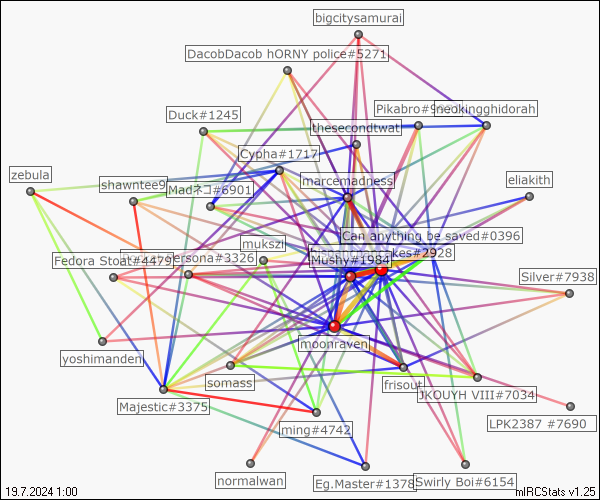 bigcitysamurai
DacobDacob hORNY police#5271
Pikabro#9
neokingghidorah
Duck#1245
thesecondtwat
Cypha#1717
marcemadness
zebula
shawntee9
Madネコ#6901
eliakith
Can anything be saved#0396
mukszi
Fedora Stoat#4479
ersona#3326
Mushy#1984
kes#2928
Silver#7938
moonraven
yoshimanden
somass
frisout
JKOUYH VIII#7034
Majestic#3375
ming#4742
LPK2387 #7690
normalwan
Eg.Master#1378
Swirly Boi#6154
19.7.2024 1:00
mIRCStats v1.25